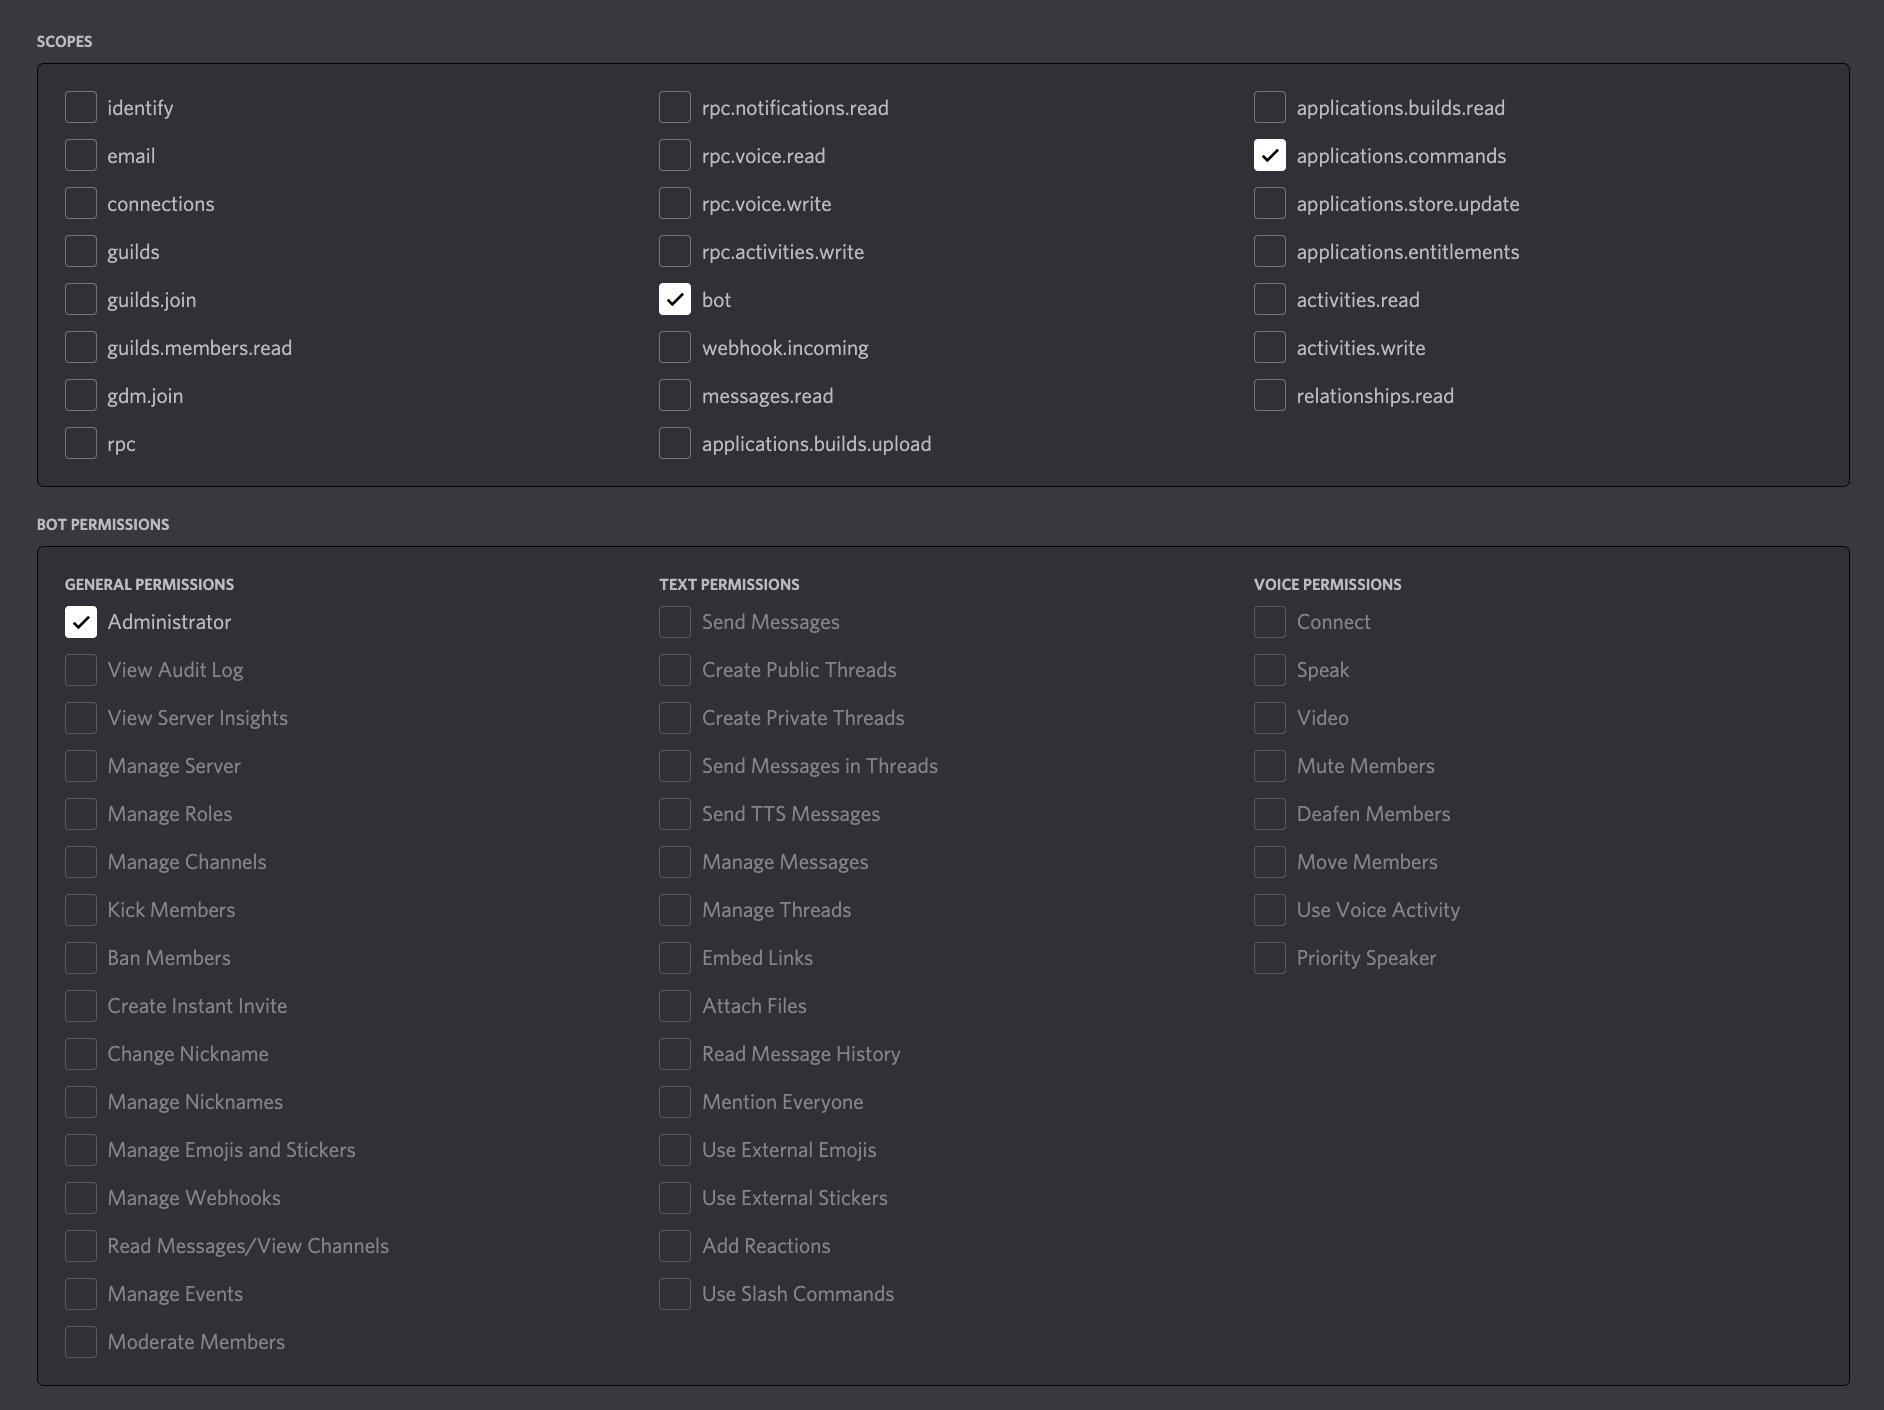 SCOPES
identify
email
connections
guilds
guilds.join
guilds.members.read
gdm.join
rpc
rpc.notifications.read
rpc.voice.read
rpc.voice.write
rpc.activities.write
bot
webhook.incoming
messages.read
applications.builds.upload
applications.builds.read
applications.commands
applications.store.update
applications.entitlements
activities.read
activities.write
relationships.read
BOT PERMISSIONS
GENERAL PERMISSIONS
Administrator
View Audit Log
View Server Insights
Manage Server
Manage Roles
Manage Channels
Kick Members
Ban Members
Create Instant Invite
Change Nickname
Manage Nicknames
Manage Emojis and Stickers
Manage Webhooks
Read Messages/View Channels
Manage Events
Moderate Members
TEXT PERMISSIONS
Send Messages
Create Public Threads
Create Private Threads
Send Messages in Threads
Send TTS Messages
Manage Messages
Manage Threads
Embed Links
Attach Files
Read Message History
Mention Everyone
Use External Emojis
Use External Stickers
Add Reactions
Use Slash Commands
VOICE PERMISSIONS
Connect
Speak
Video
Mute Members
Deafen Members
Move Members
Use Voice Activity
Priority Speaker